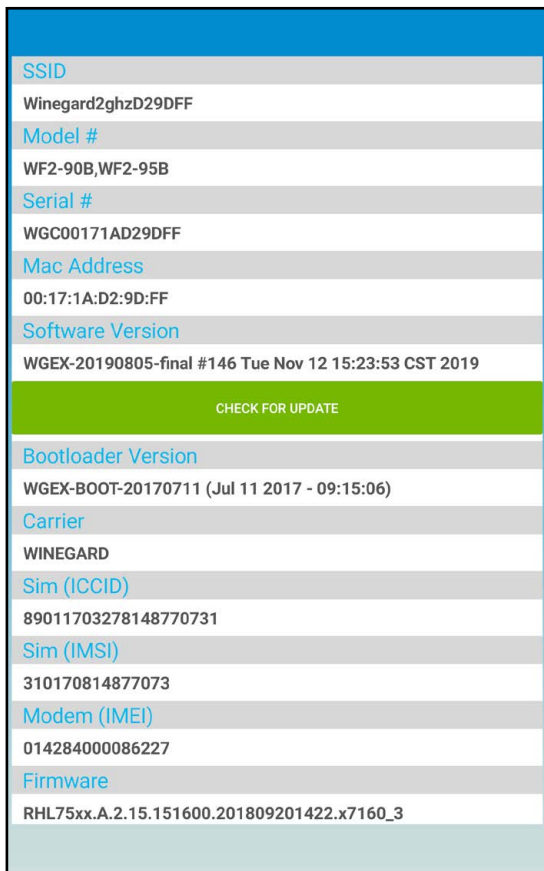 SSID
Winegard2ghzD29DFF
Model #
WF2-90B,WF2-95B
Serial #
WGC00171AD29DFF
Mac Address
00:17:1A:D2:9D:FF
Software Version
WGEX-20190805-final #146 Tue Nov 12 15:23:53 CST 2019
CHECK FOR UPDATE
Bootloader Version
WGEX-BOOT-20170711 (Jul 11 2017 - 09:15:06)
Carrier
WINEGARD
Sim (ICCID)
89011703278148770731
Sim (IMSI)
310170814877073
Modem (IMEI)
014284000086227
Firmware
RHL75xx.A.2.15.151600.201809201422.x7160_3